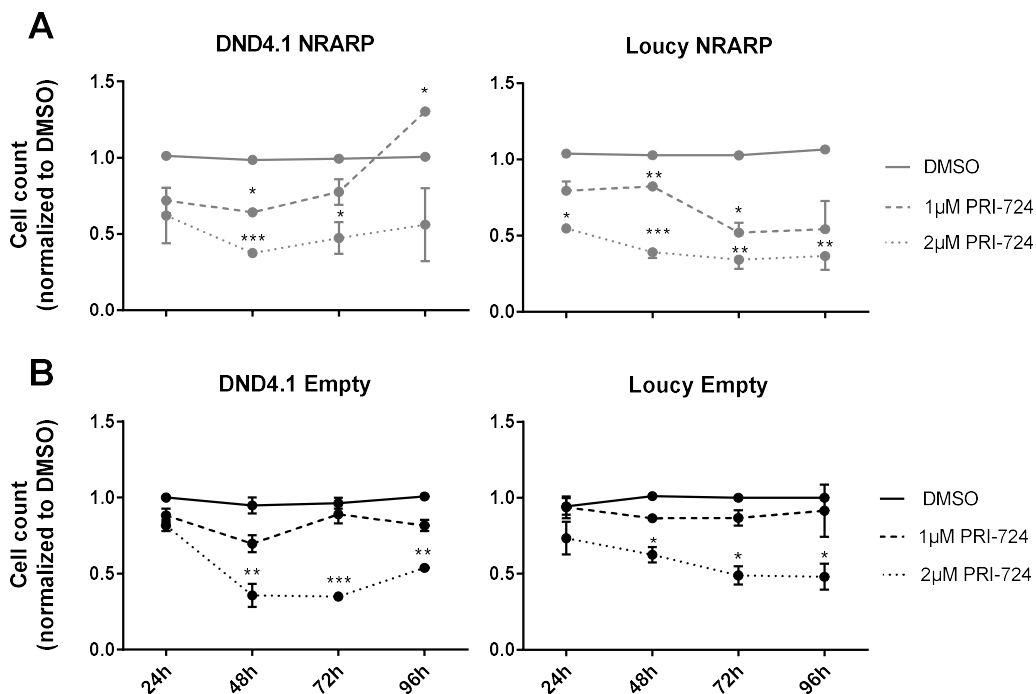 A
DND4.1 NRARP
Loucy NRARP
Cell count
(normalized to DMSO)
1.5
1.0
0.5
0.0
*
*
***
*
1.5
1.0
0.5
0.0
*
**
***
*
**
**
DMSO
1µM PRI-724
2µM PRI-724
B
DND4.1 Empty
Loucy Empty
Cell count
(normalized to DMSO)
1.5
1.0
0.5
0.0
**
***
**
24h
48h
72h
96h
1.5
1.0
0.5
0.0
*
*
*
24h
48h
72h
96h
DMSO
1µM PRI-724
2µM PRI-724